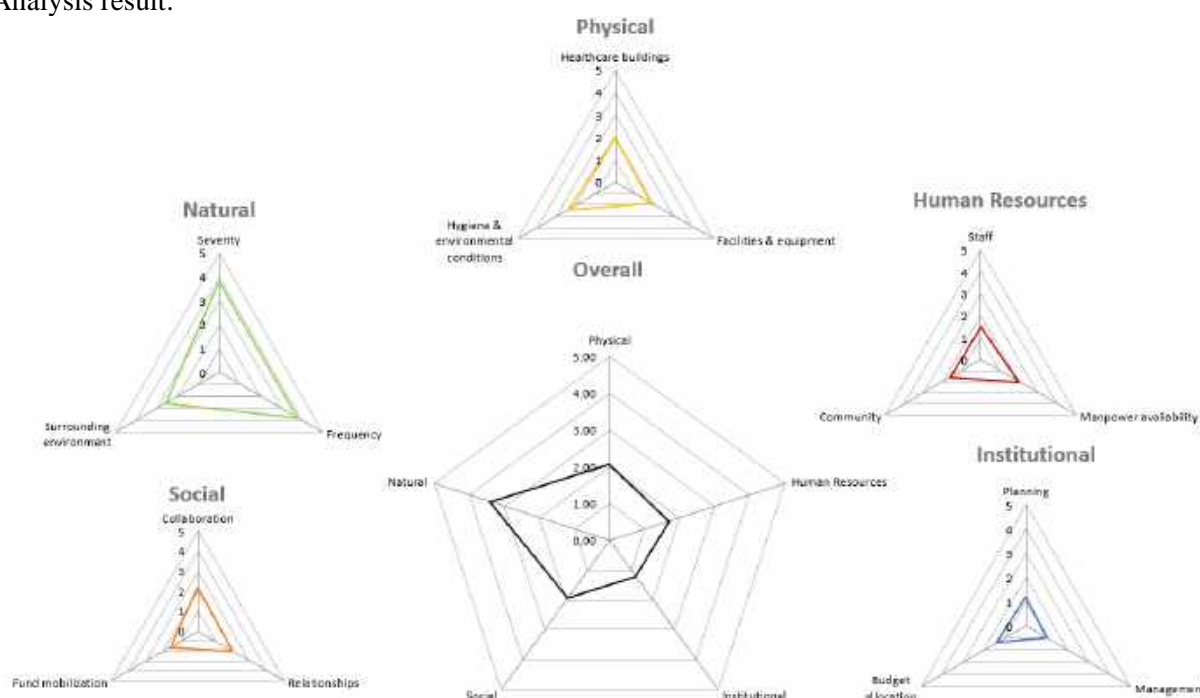 Analysis result.
Physical
Healthcare buildings
5
4
3
2
1
0
Hygiene &
environmental
conditions
Facilities & equipment
Natural
Severity
5
4
3
2
1
0
Surrounding
environment
Frequency
Human Resources
Staff
5
4
3
2
1
0
Community
Manpower availability
Overall
Physical
5,00
4,00
3,00
2,00
1,00
0,00
Natural
Human Resources
Social
Institutional
Social
Collaboration
5
4
3
2
1
0
Fund mobilization
Relationships
Institutional
Planning
5
4
3
2
1
0
Budget
allocation
Management